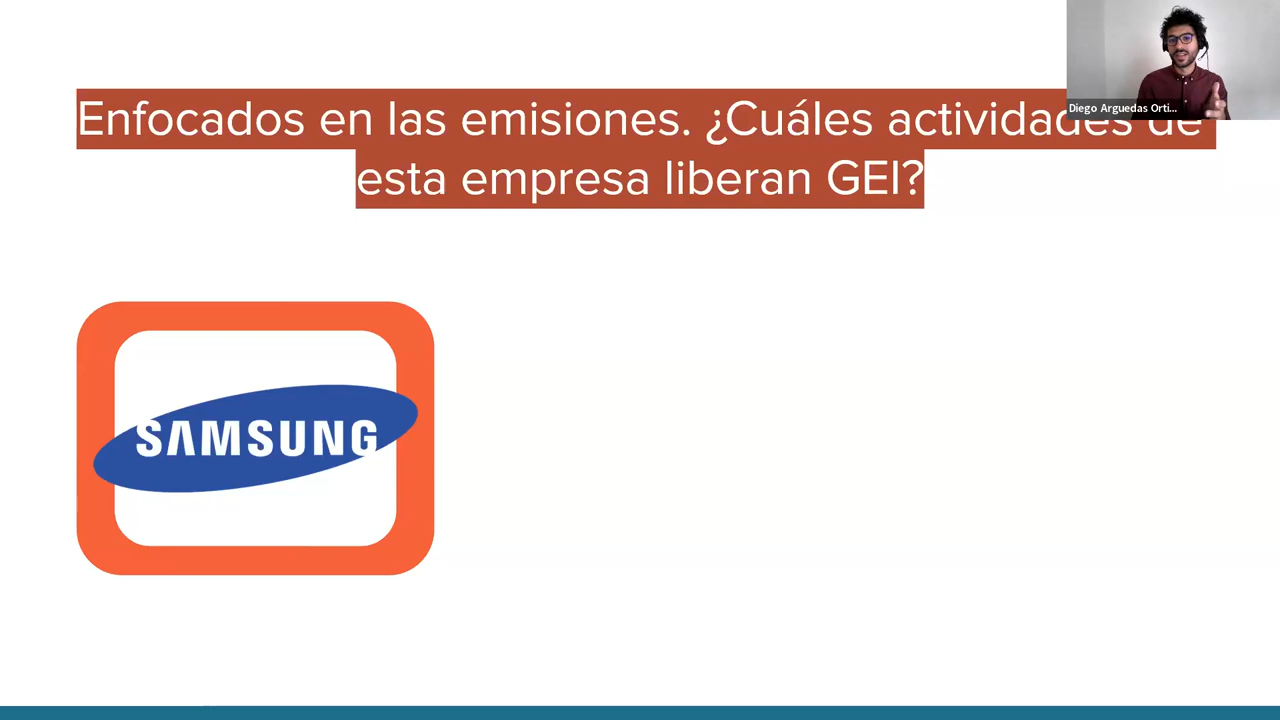 Enfocados en las emisiones. ¿Cuáles actividades de
esta empresa liberan GEI?
Diego Arguedas Orti...
SAMSUNG